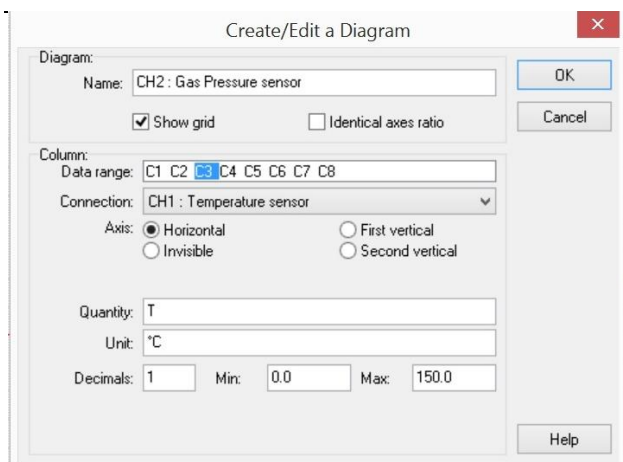 Create/Edit a Diagram
Diagram:
Name: CH2 : Gas Pressure sensor
OK
Show grid Identical axes ratio
Cancel
Column:
Data range: C1 C2 C3 C4 C5 C6 C7 C8
Connection: CH1 : Temperature sensor
Axis: Horizontal First vertical
Invisible Second vertical
Quantity: T
Unit: °C
Decimals: 1 Min: 0.0 Max: 150.0
Help